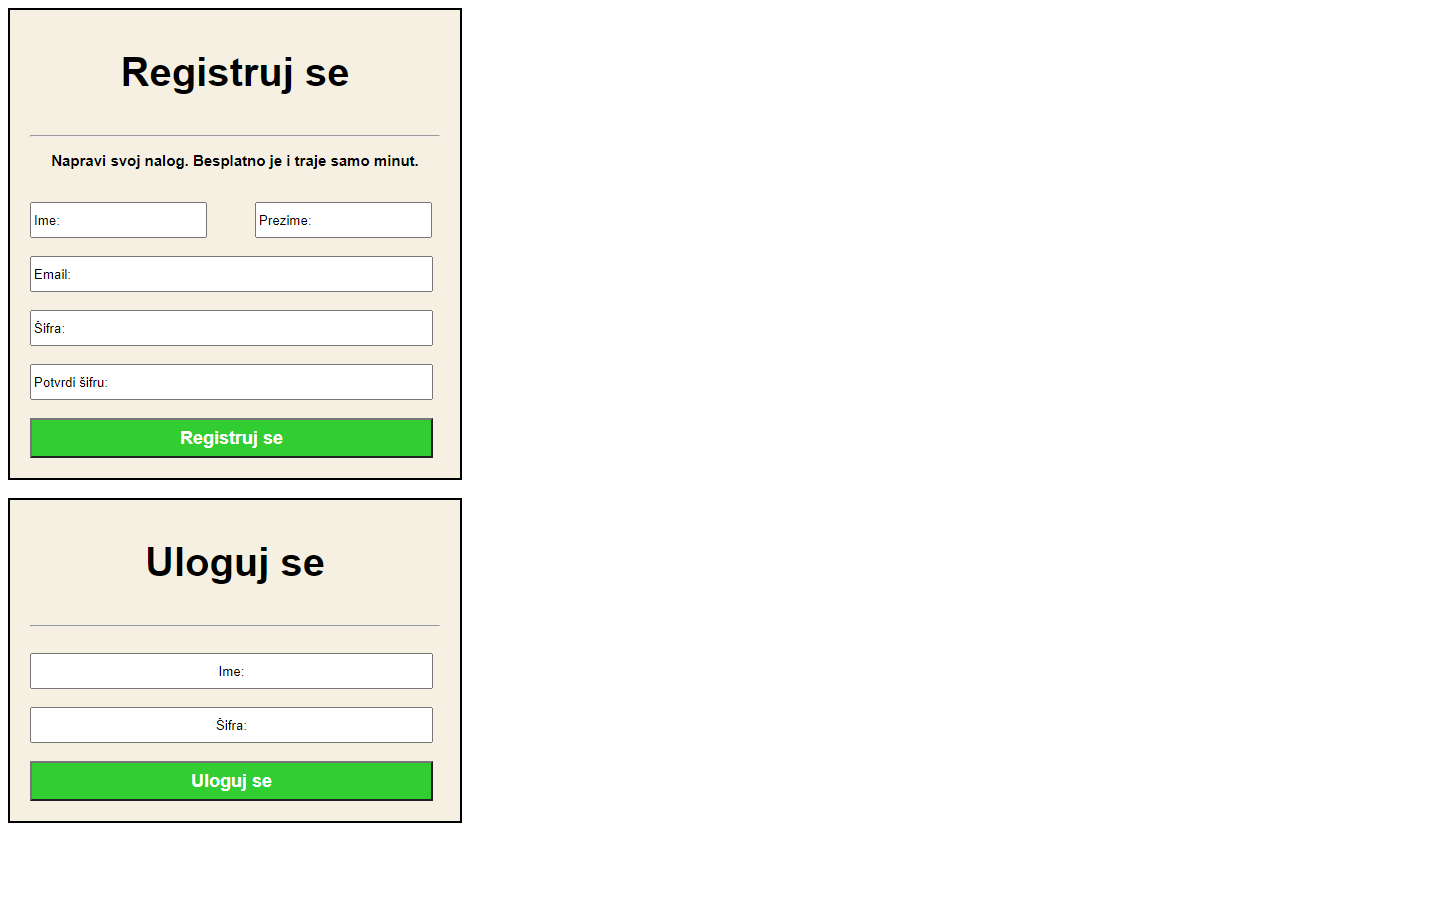 Registruj se
Napravi svoj nalog. Besplatno je i traje samo minut.
Ime: Prezime:
Email:
Šifra:
Potvrdi šifru:
Registruj se
Uloguj se
Ime:
Šifra:
Uloguj se